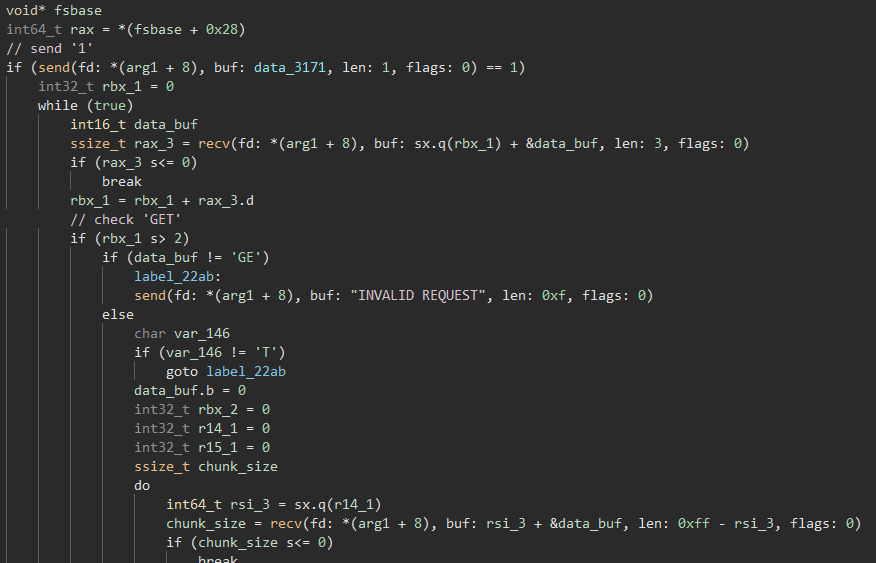 void* fsbase
int64_t rax = *(fsbase + 0x28)
// send '1'
if (send(fd: *(arg1 + 8), buf: data_3171, len: 1, flags: 0) == 1)
int32_t rbx_1 = 0
while (true)
int16_t data_buf
ssize_t rax_3 = recv(fd: *(arg1 + 8), buf: sx.q(rbx_1) + &data_buf, len: 3, flags: 0)
if (rax_3 s<= 0)
break
rbx_1 = rbx_1 + rax_3.d
// check 'GET'
if (rbx_1 s> 2)
if (data_buf != 'GE')
label_22ab:
send(fd: *(arg1 + 8), buf: "INVALID REQUEST", len: 0xf, flags: 0)
else
char var_146
if (var_146 != 'T')
goto label_22ab
data_buf.b = 0
int32_t rbx_2 = 0
int32_t r14_1 = 0
int32_t r15_1 = 0
ssize_t chunk_size
do
int64_t rsi_3 = sx.q(r14_1)
chunk_size = recv(fd: *(arg1 + 8), buf: rsi_3 + &data_buf, len: 0xff - rsi_3, flags: 0)
if (chunk_size s<= 0)
break